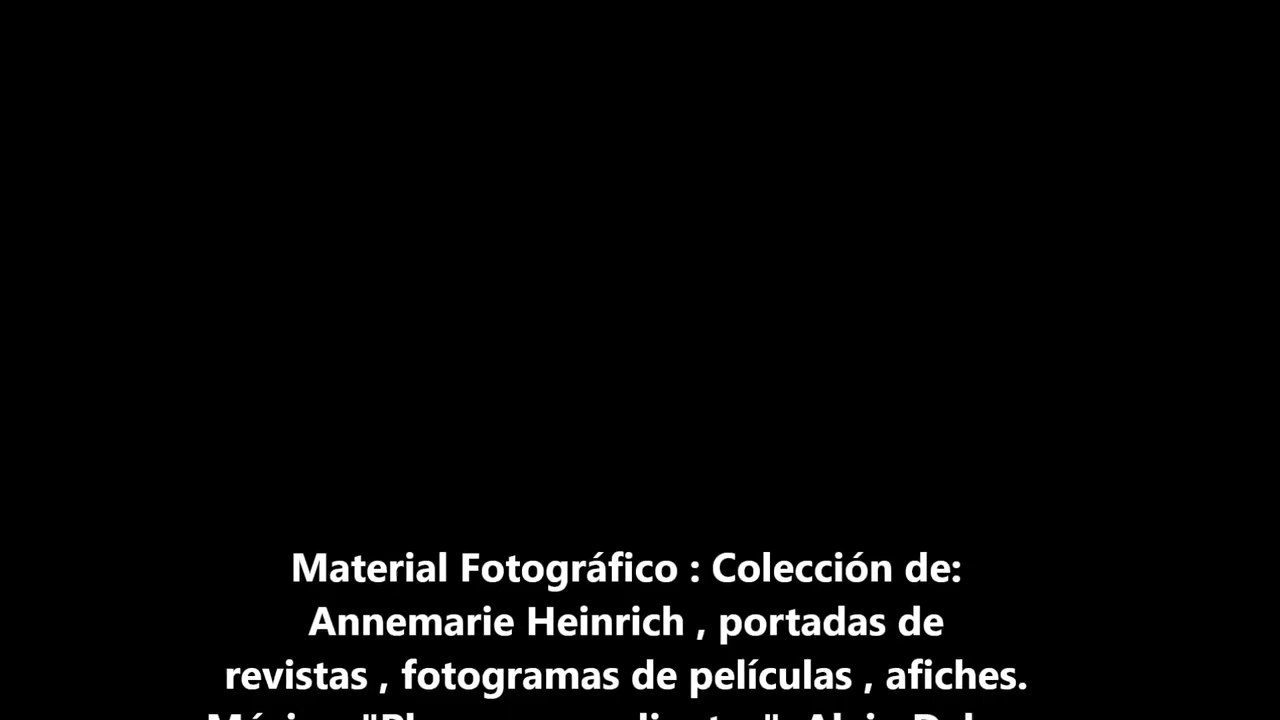 Material Fotográfico : Colección de:
Annemarie Heinrich , portadas de
revistas , fotogramas de películas , afiches.